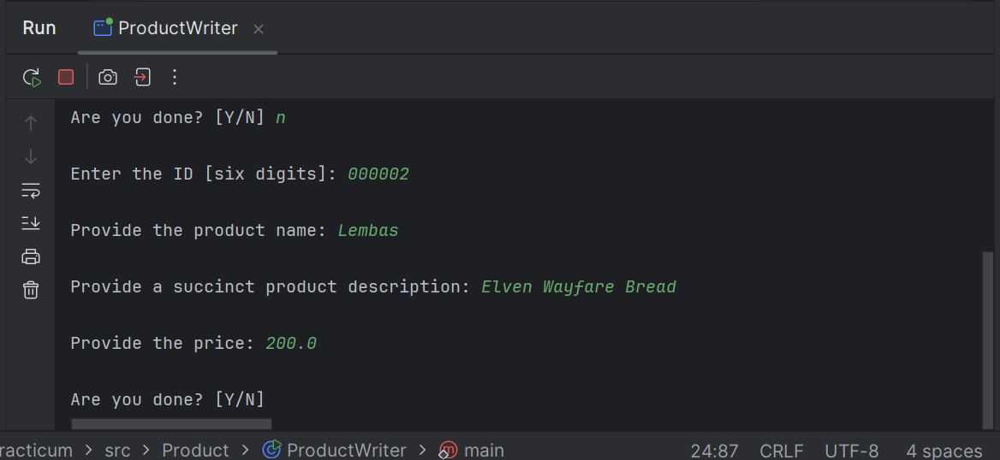 Run ProductWriter
Are you done? [Y/N] n
Enter the ID [six digits]: 000002
Provide the product name: Lembas
Provide a succinct product description: Elven Wayfare Bread
Provide the price: 200.0
Are you done? [Y/N]
racticum > src > Product > ProductWriter > main 24:87 CRLF UTF-8 4 spaces